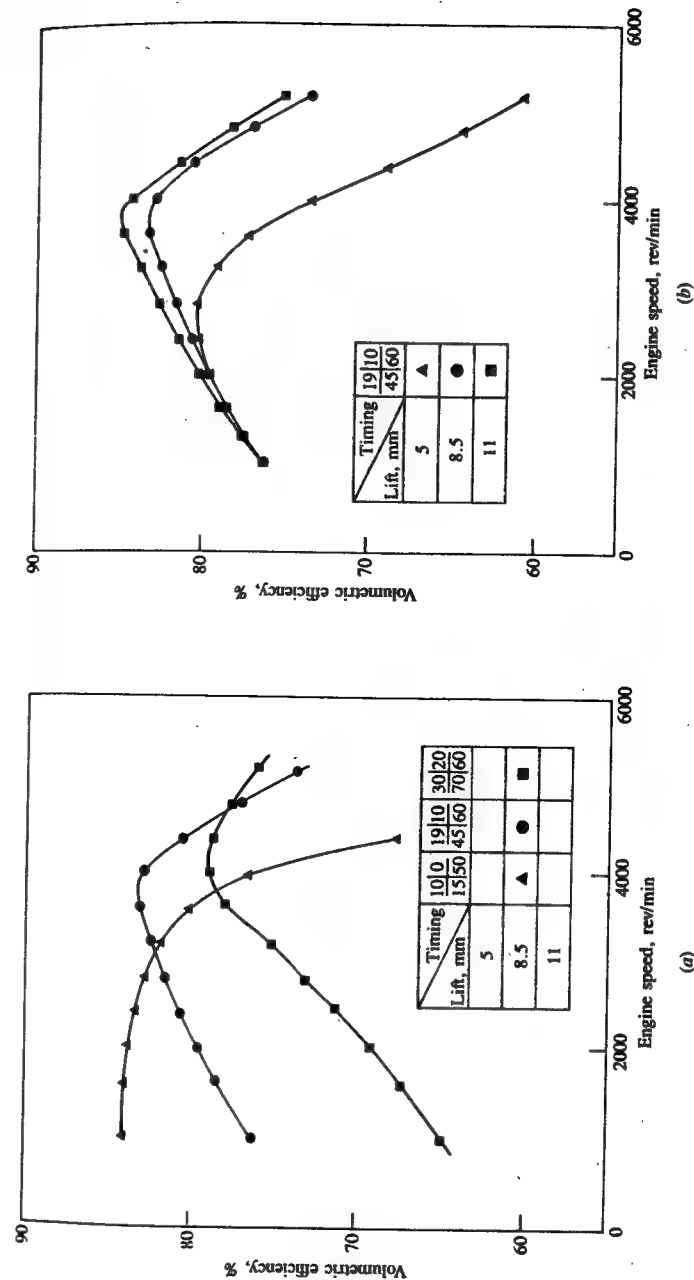 90
80
70
60
Volumetric efficiency, %
Timing 10|0 19|10 30|20
Lift, mm 15|50 45|60 70|60
5
8.5 ▲ ● ■
11
0 2000 4000 6000
Engine speed, rev/min
(a)
90
80
70
60
Volumetric efficiency, %
Timing 19|10
Lift, mm 45|60
5 ▲
8.5 ●
11 ■
0 2000 4000 6000
Engine speed, rev/min
(b)